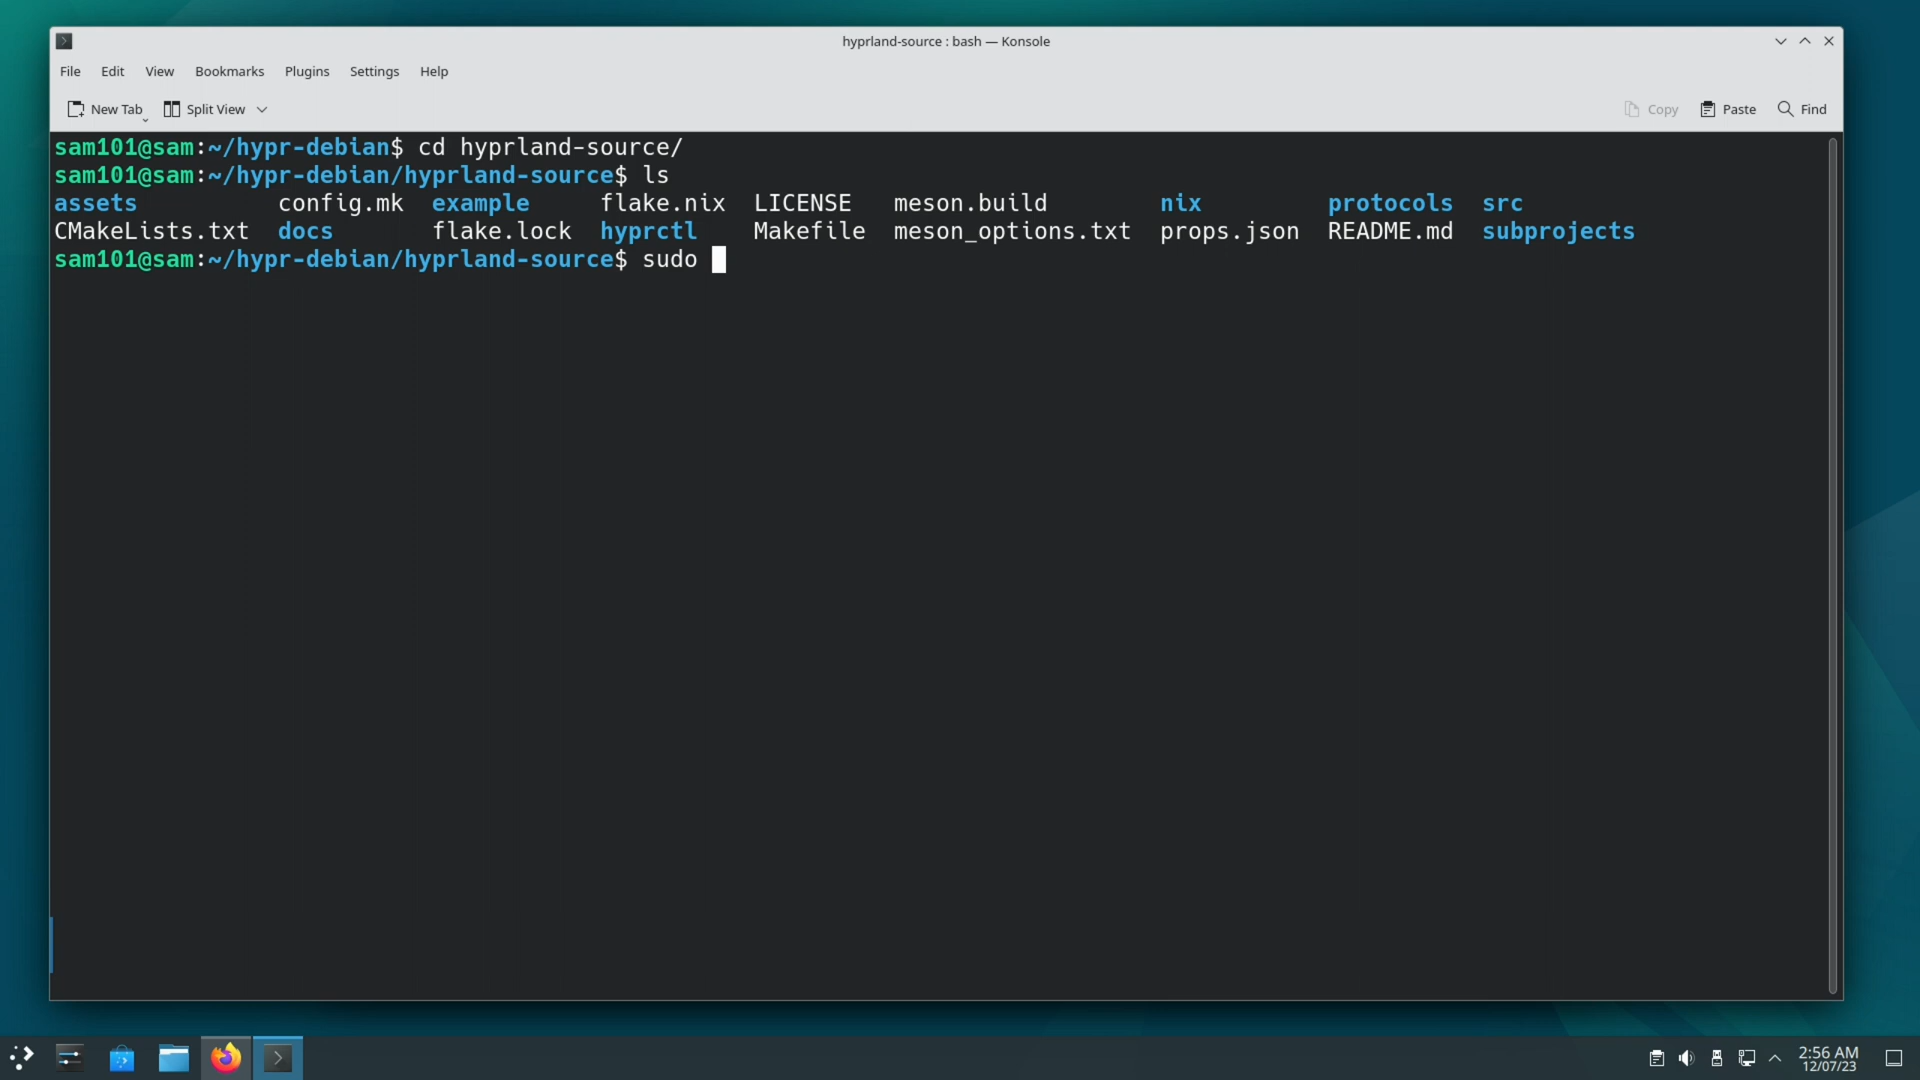 hyprland-source : bash — Konsole
File Edit View Bookmarks Plugins Settings Help
New Tab Split View Copy Paste Find
sam101@sam:~/hypr-debian$ cd hyprland-source/
sam101@sam:~/hypr-debian/hyprland-source$ ls
assets config.mk example flake.nix LICENSE meson.build nix protocols src
CMakeLists.txt docs flake.lock hyprctl Makefile meson_options.txt props.json README.md subprojects
sam101@sam:~/hypr-debian/hyprland-source$ sudo
2:56 AM
12/07/23